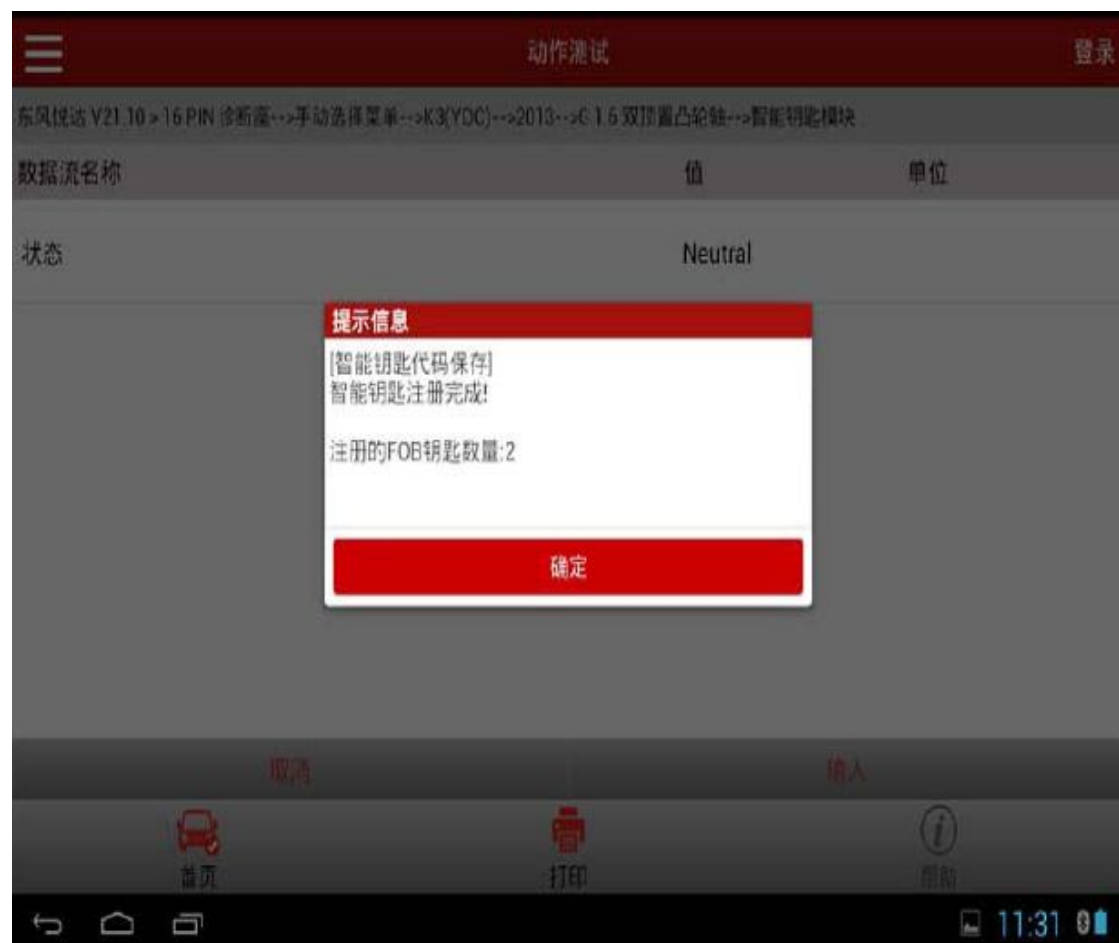 动作测试
登录
东风悦达 V21.10 > 16 PIN 诊断座-->手动选择菜单-->K3(YDC)-->2013-->G 1.6 双顶置凸轮轴-->智能钥匙模块
数据流名称 值 单位
状态 Neutral
提示信息
[智能钥匙代码保存]
智能钥匙注册完成!
注册的FOB钥匙数量:2
确定
取消 输入
首页 打印 帮助
11:31